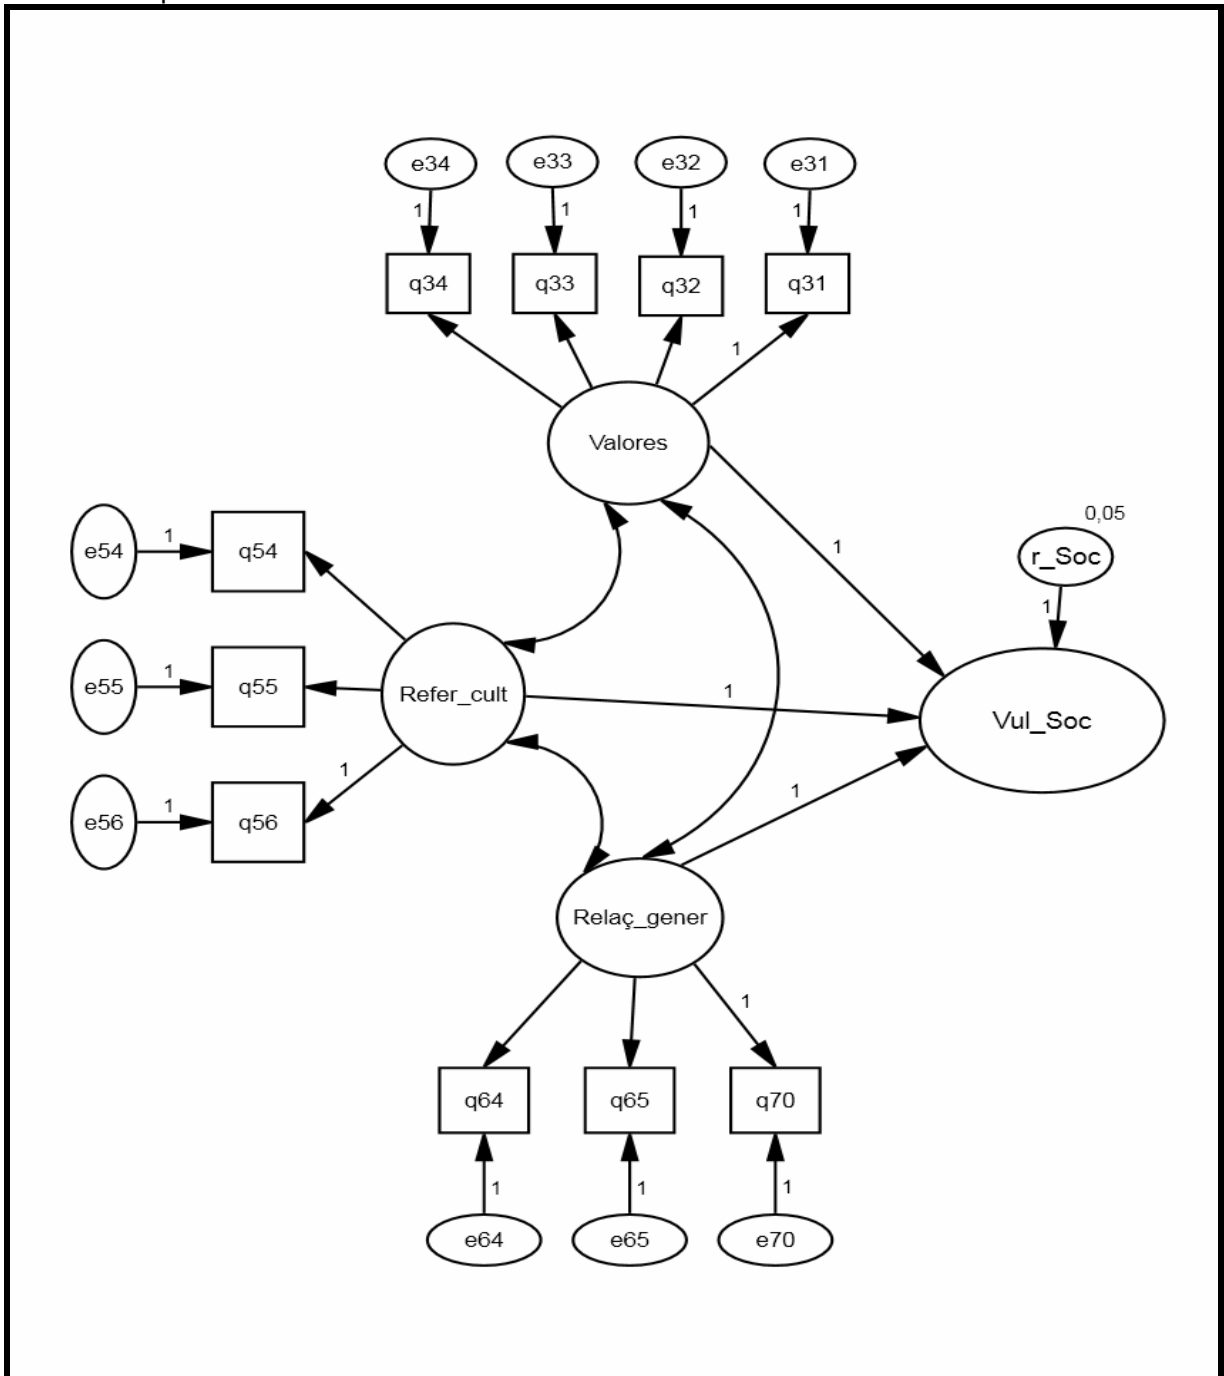 e34 e33 e32 e31
1 1 1 1
q34 q33 q32 q31
1
Valores
0,05
e54 1 q54
1
r_Soc
1
e55 1 q55
Refer_cult
1
Vul_Soc
1
e56 1 q56
1
Relaç_gener
1
q64 q65 q70
1 1 1
e64 e65 e70